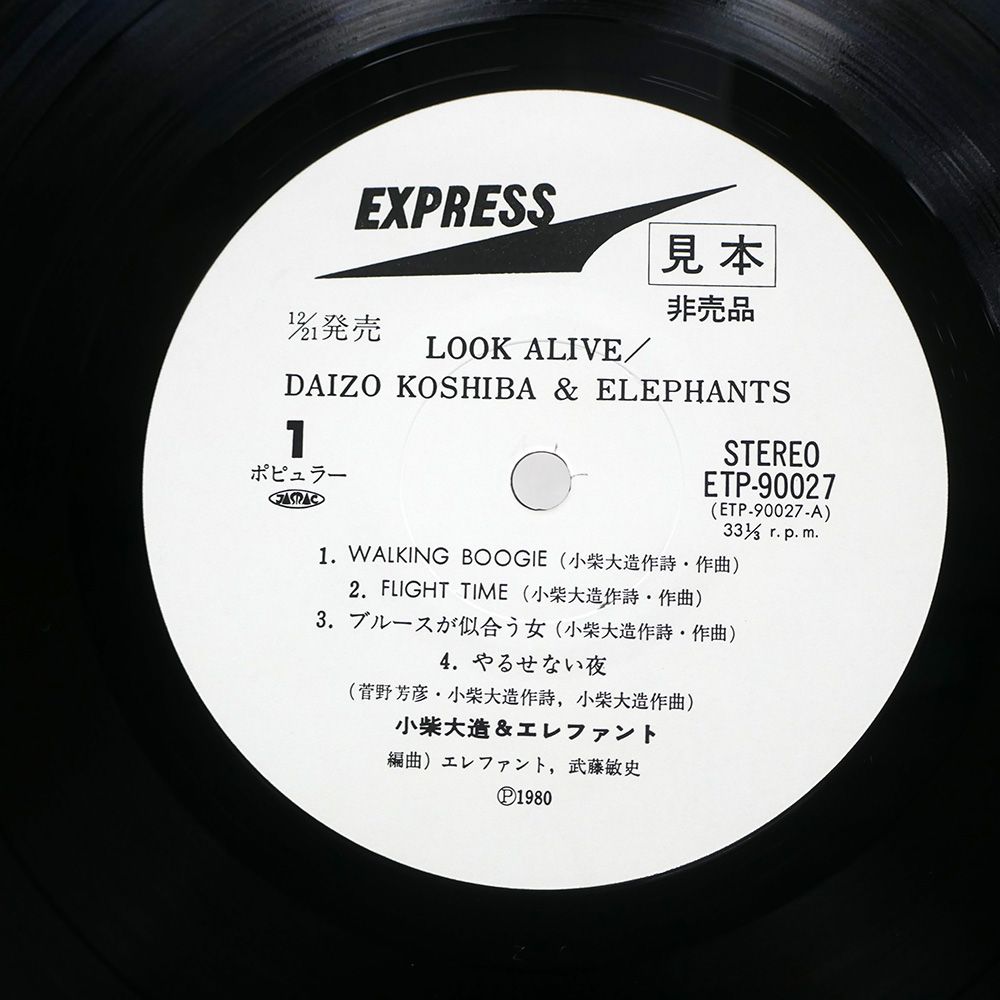 EXPRESS
見本
非売品
12/21発売
LOOK ALIVE/
DAIZO KOSHIBA & ELEPHANTS
1
ポピュラー
JASRAC
STEREO
ETP-90027
(ETP-90027-A)
33⅓ r.p.m.
1. WALKING BOOGIE (小柴大造作詩・作曲)
2. FLIGHT TIME (小柴大造作詩・作曲)
3. ブルースが似合う女 (小柴大造作詩・作曲)
4. やるせない夜
(菅野芳彦・小柴大造作詩, 小柴大造作曲)
小柴大造&エレファント
編曲) エレファント, 武藤敏史
Ⓟ1980